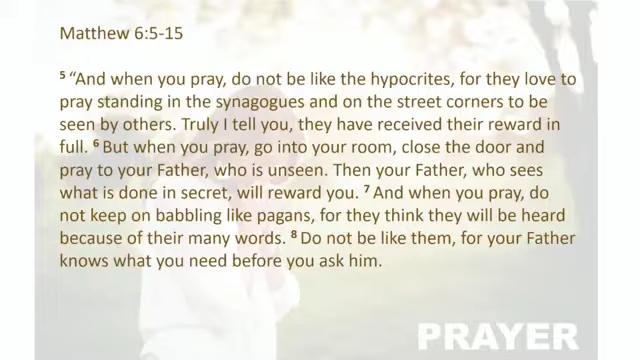 Matthew 6:5-15
⁵ “And when you pray, do not be like the hypocrites, for they love to
pray standing in the synagogues and on the street corners to be
seen by others. Truly I tell you, they have received their reward in
full. ⁶ But when you pray, go into your room, close the door and
pray to your Father, who is unseen. Then your Father, who sees
what is done in secret, will reward you. ⁷ And when you pray, do
not keep on babbling like pagans, for they think they will be heard
because of their many words. ⁸ Do not be like them, for your Father
knows what you need before you ask him.
PRAYER